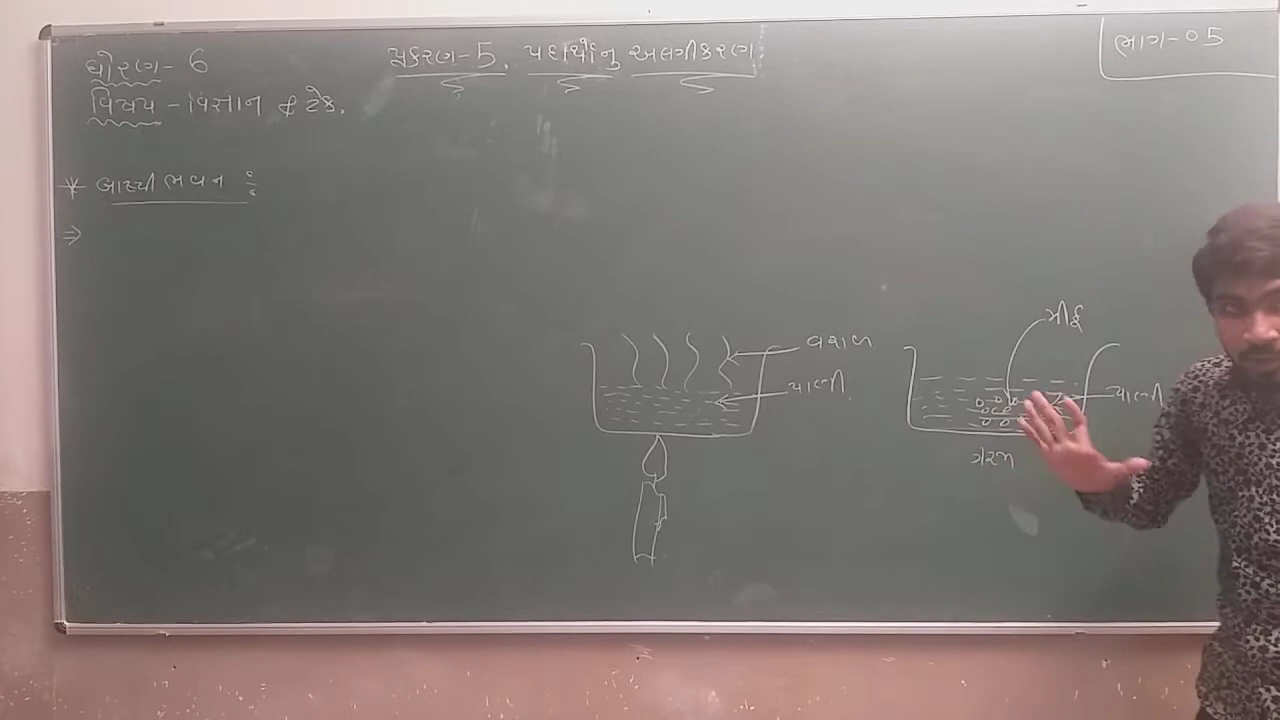 ધોરણ - 6
પ્રકરણ - 5. પદાર્થોનું અલગીકરણ
ભાગ - 05
વિષય - વિજ્ઞાન & ટેક.
* બાષ્પીભવન :
⇒
વરાળ
પાણી
મીઠું
પાણી
ગરમ